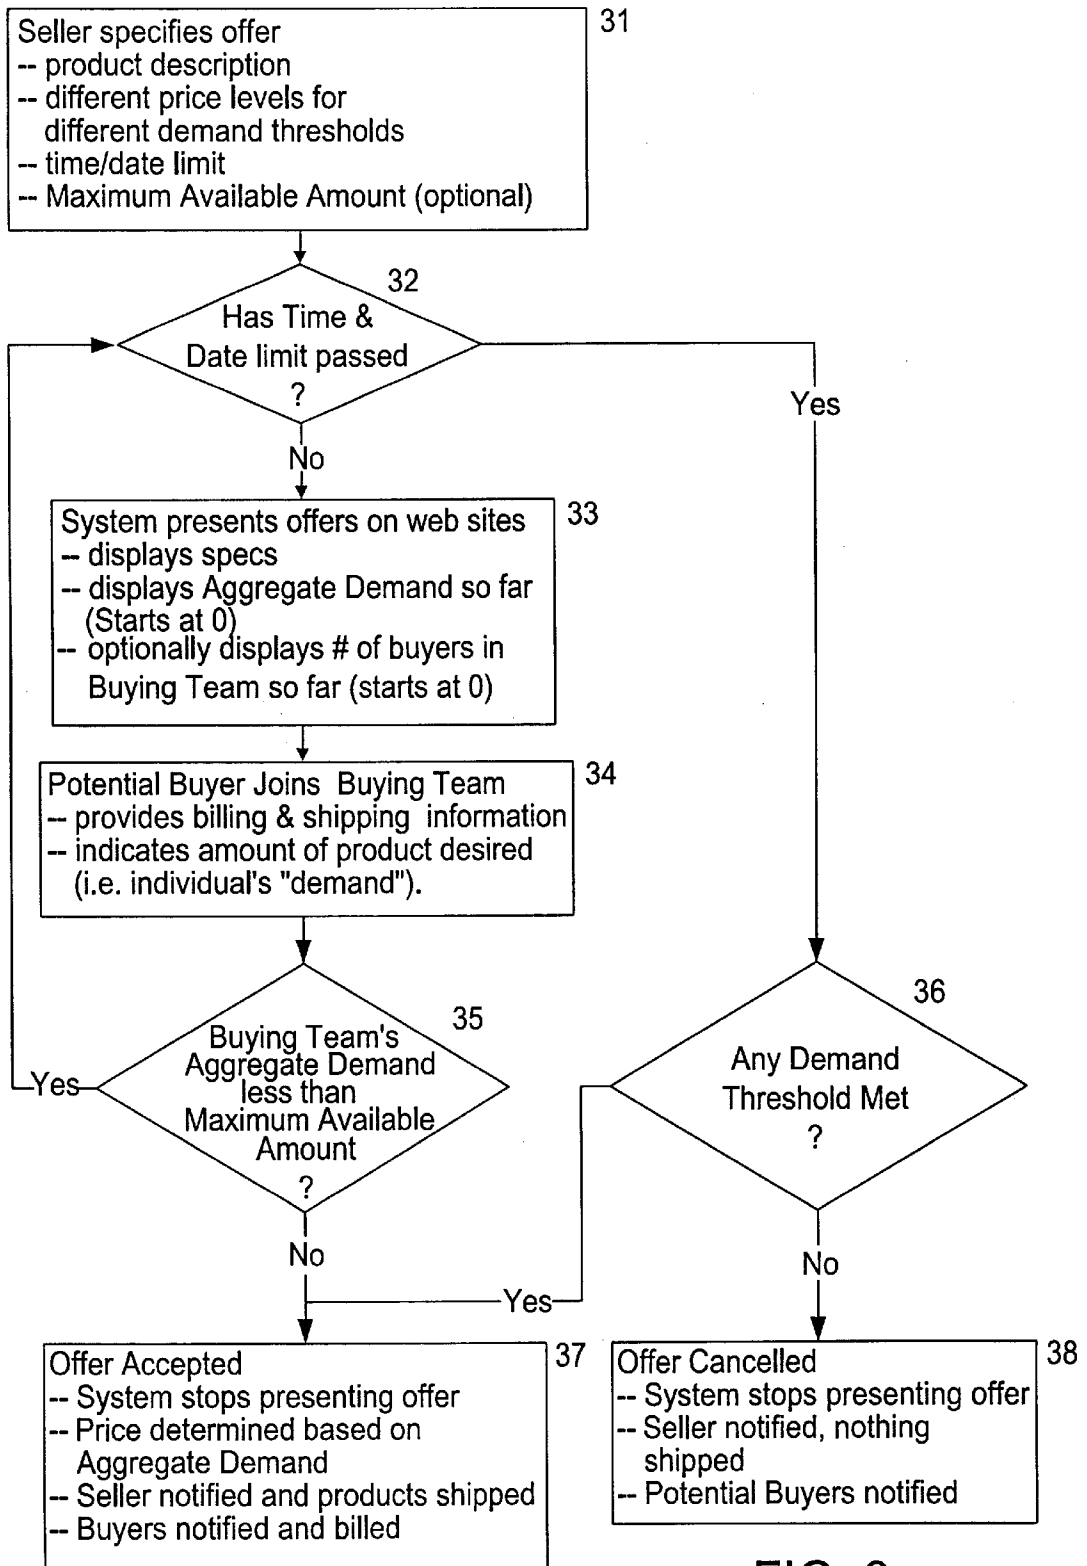 Seller specifies offer
-- product description
-- different price levels for
different demand thresholds
-- time/date limit
-- Maximum Available Amount (optional)
31
32
Has Time &
Date limit passed
?
Yes
No
System presents offers on web sites
-- displays specs
-- displays Aggregate Demand so far
(Starts at 0)
-- optionally displays # of buyers in
Buying Team so far (starts at 0)
33
Potential Buyer Joins Buying Team
-- provides billing & shipping information
-- indicates amount of product desired
(i.e. individual's "demand").
34
35
Buying Team's
Aggregate Demand
less than
Maximum Available
Amount
?
Yes
No
36
Any Demand
Threshold Met
?
No
Yes
Offer Accepted
-- System stops presenting offer
-- Price determined based on
Aggregate Demand
-- Seller notified and products shipped
-- Buyers notified and billed
37
Offer Cancelled
-- System stops presenting offer
-- Seller notified, nothing
shipped
-- Potential Buyers notified
38